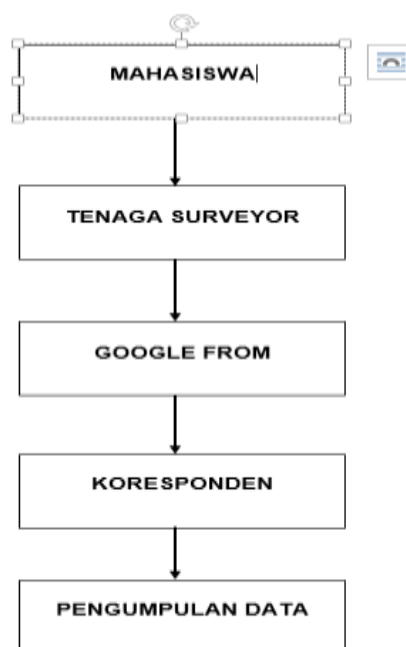 MAHASISWA
TENAGA SURVEYOR
GOOGLE FROM
KORESPONDEN
PENGUMPULAN DATA